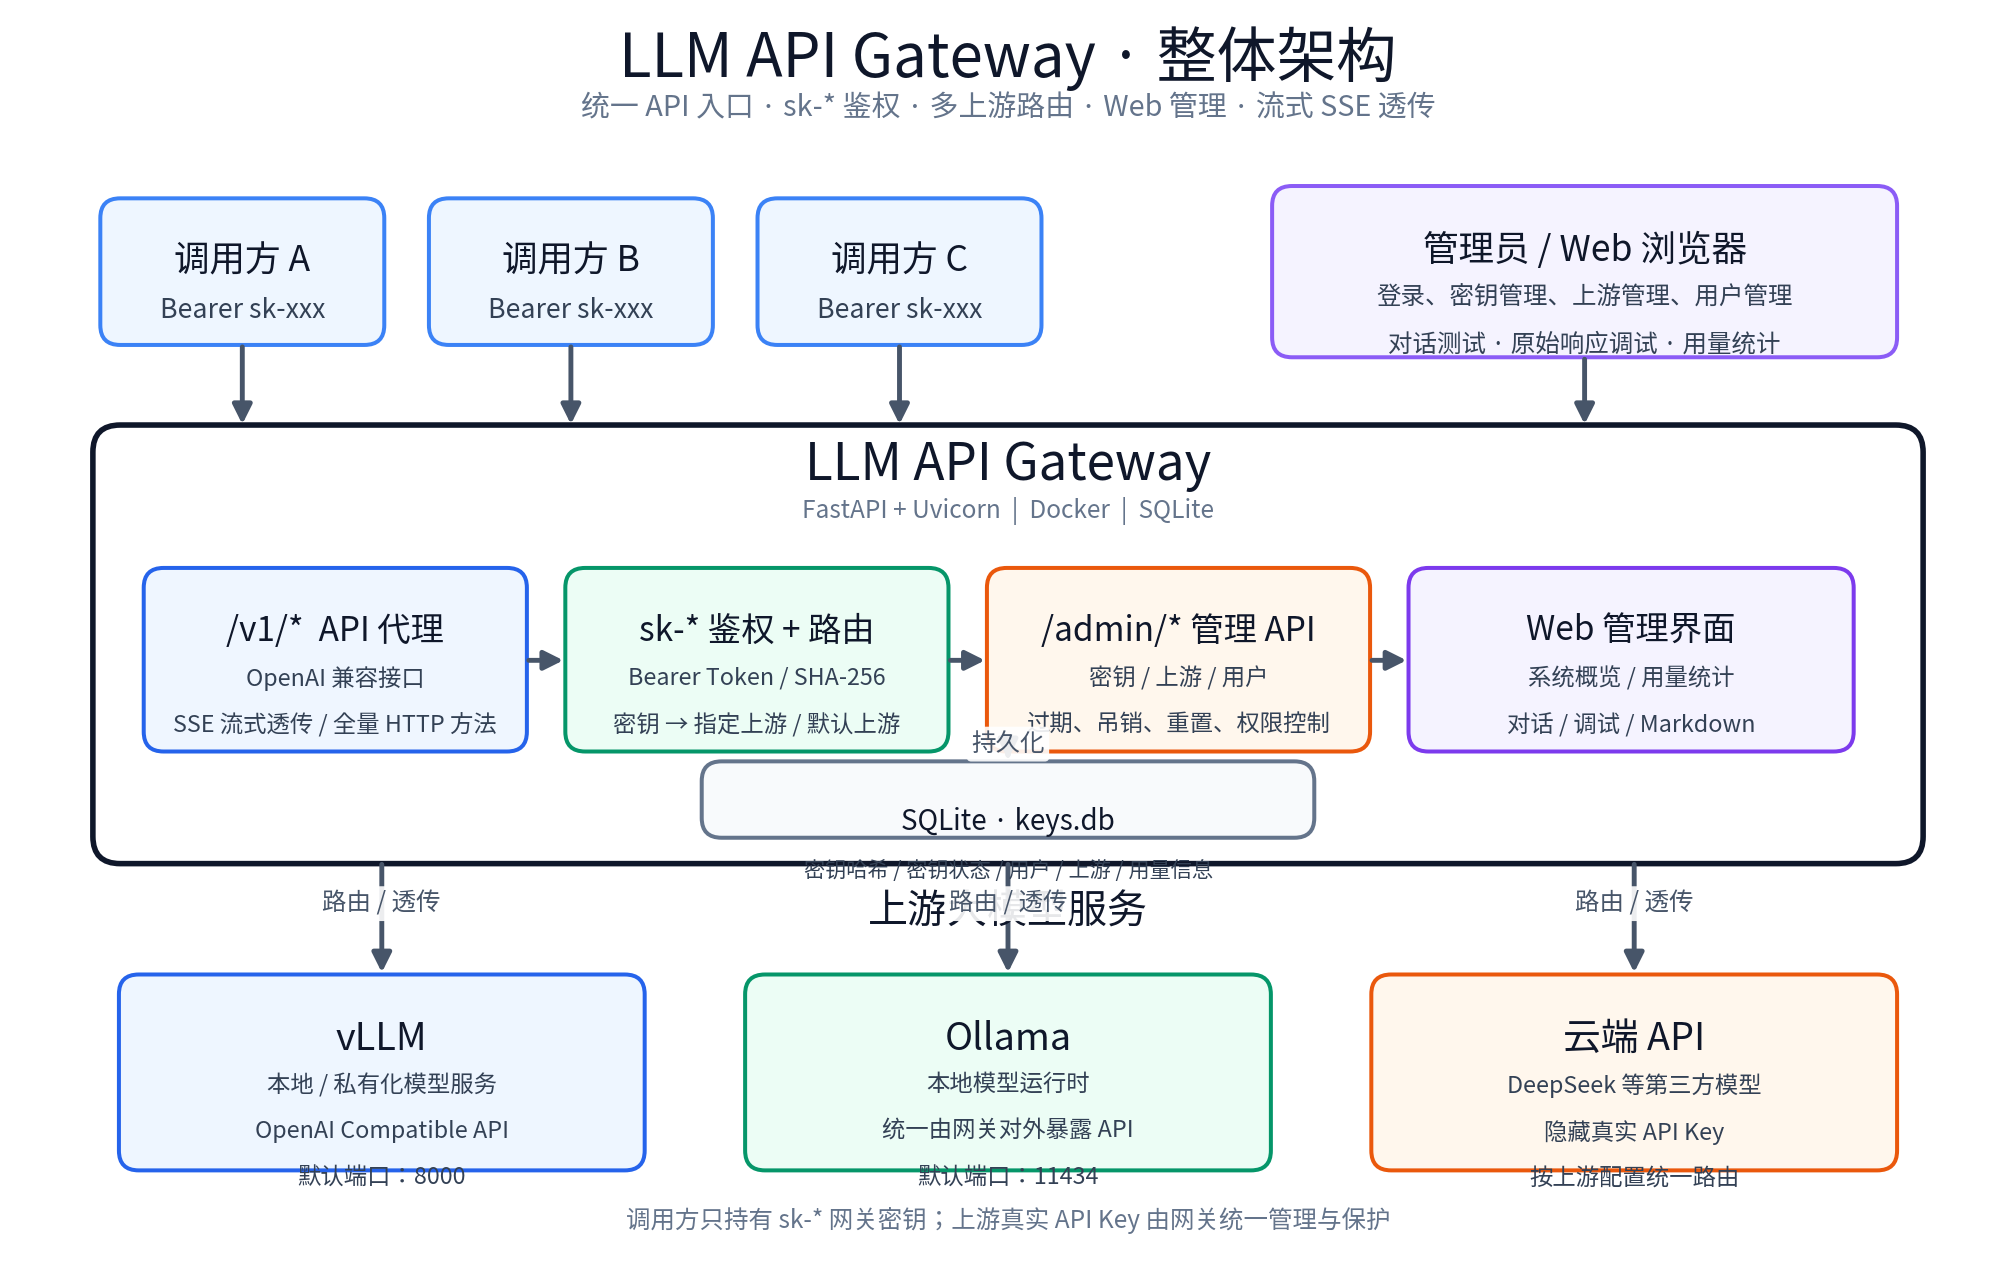 LLM API Gateway · 整体架构
统一 API 入口 · sk-* 鉴权 · 多上游路由 · Web 管理 · 流式 SSE 透传
调用方 A
Bearer sk-xxx
调用方 B
Bearer sk-xxx
调用方 C
Bearer sk-xxx
管理员 / Web 浏览器
登录、密钥管理、上游管理、用户管理
对话测试 · 原始响应调试 · 用量统计
LLM API Gateway
FastAPI + Uvicorn | Docker | SQLite
/v1/* API 代理
OpenAI 兼容接口
SSE 流式透传 / 全量 HTTP 方法
sk-* 鉴权 + 路由
Bearer Token / SHA-256
密钥 → 指定上游 / 默认上游
/admin/* 管理 API
密钥 / 上游 / 用户
过期、吊销、重置、权限控制
Web 管理界面
系统概览 / 用量统计
对话 / 调试 / Markdown
持久化
SQLite · keys.db
密钥哈希 / 密钥状态 / 用户 / 上游 / 用量信息
上游大模型服务
路由 / 透传
路由 / 透传
路由 / 透传
vLLM
本地 / 私有化模型服务
OpenAI Compatible API
默认端口：8000
Ollama
本地模型运行时
统一由网关对外暴露 API
默认端口：11434
云端 API
DeepSeek 等第三方模型
隐藏真实 API Key
按上游配置统一路由
调用方只持有 sk-* 网关密钥；上游真实 API Key 由网关统一管理与保护